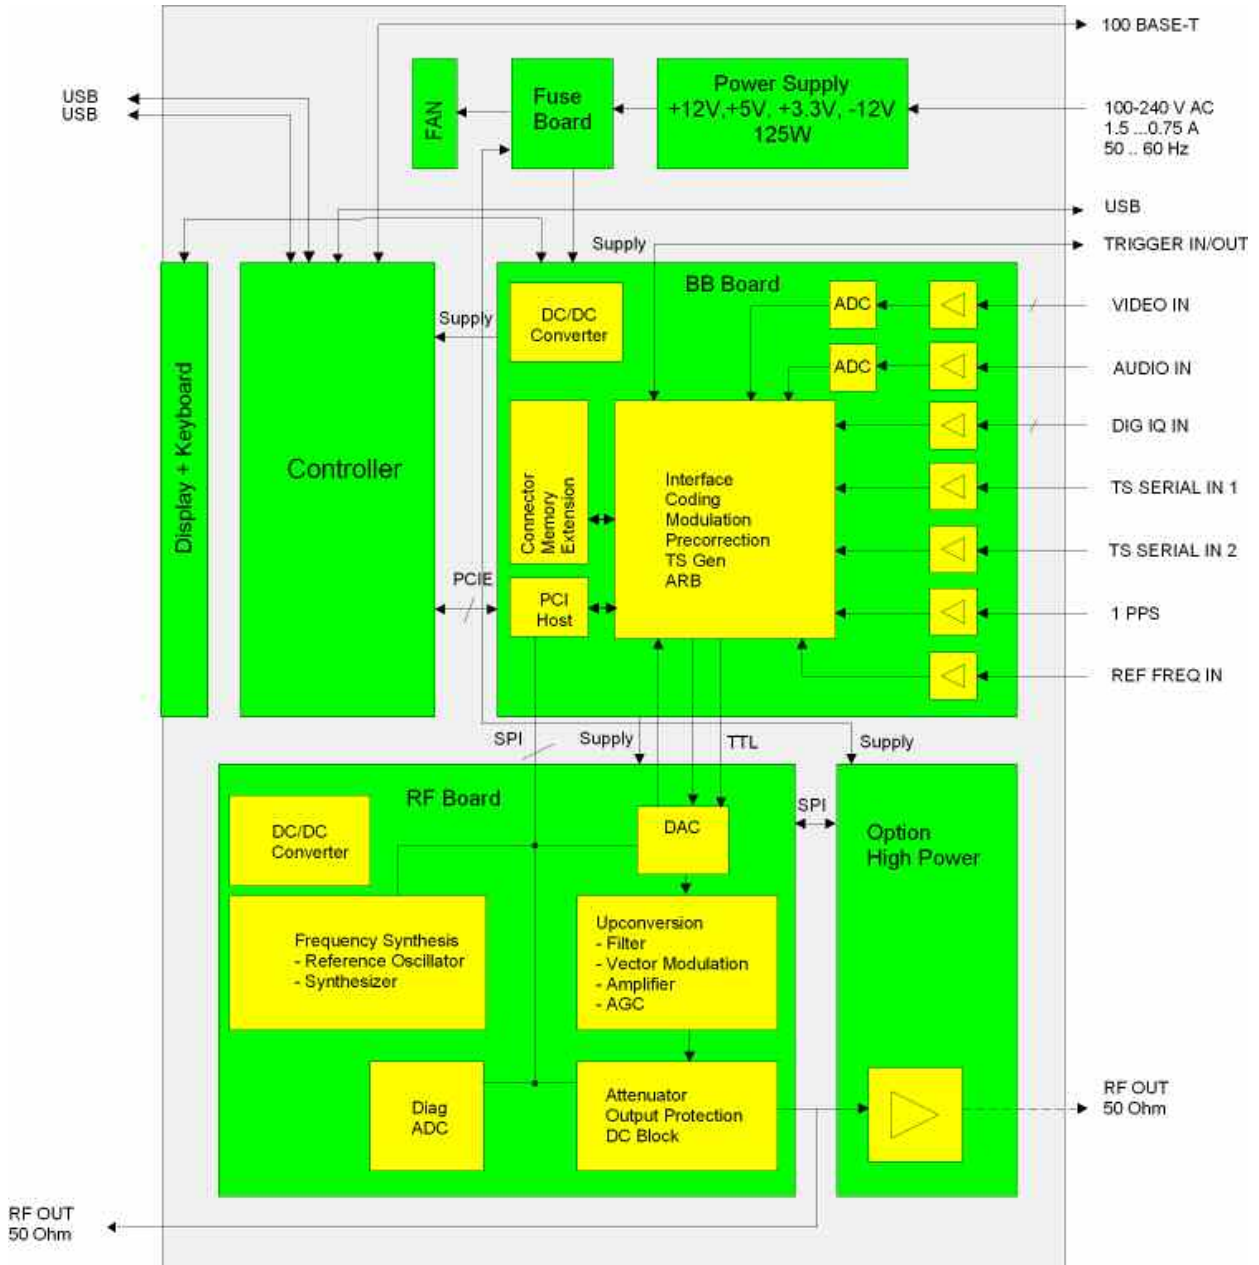 100 BASE-T
USB
USB
FAN
Fuse
Board
Power Supply
+12V,+5V, +3.3V, -12V
125W
100-240 V AC
1.5 ...0.75 A
50 .. 60 Hz
USB
Supply
TRIGGER IN/OUT
Display + Keyboard
Controller
Supply
BB Board
DC/DC
Converter
ADC
VIDEO IN
ADC
AUDIO IN
DIG IQ IN
Connector
Memory
Extension
Interface
Coding
Modulation
Precorrection
TS Gen
ARB
TS SERIAL IN 1
TS SERIAL IN 2
PCIE
PCI
Host
1 PPS
REF FREQ IN
SPI
Supply
TTL
Supply
RF Board
DC/DC
Converter
DAC
SPI
Option
High Power
Frequency Synthesis
- Reference Oscillator
- Synthesizer
Upconversion
- Filter
- Vector Modulation
- Amplifier
- AGC
Diag
ADC
Attenuator
Output Protection
DC Block
RF OUT
50 Ohm
RF OUT
50 Ohm